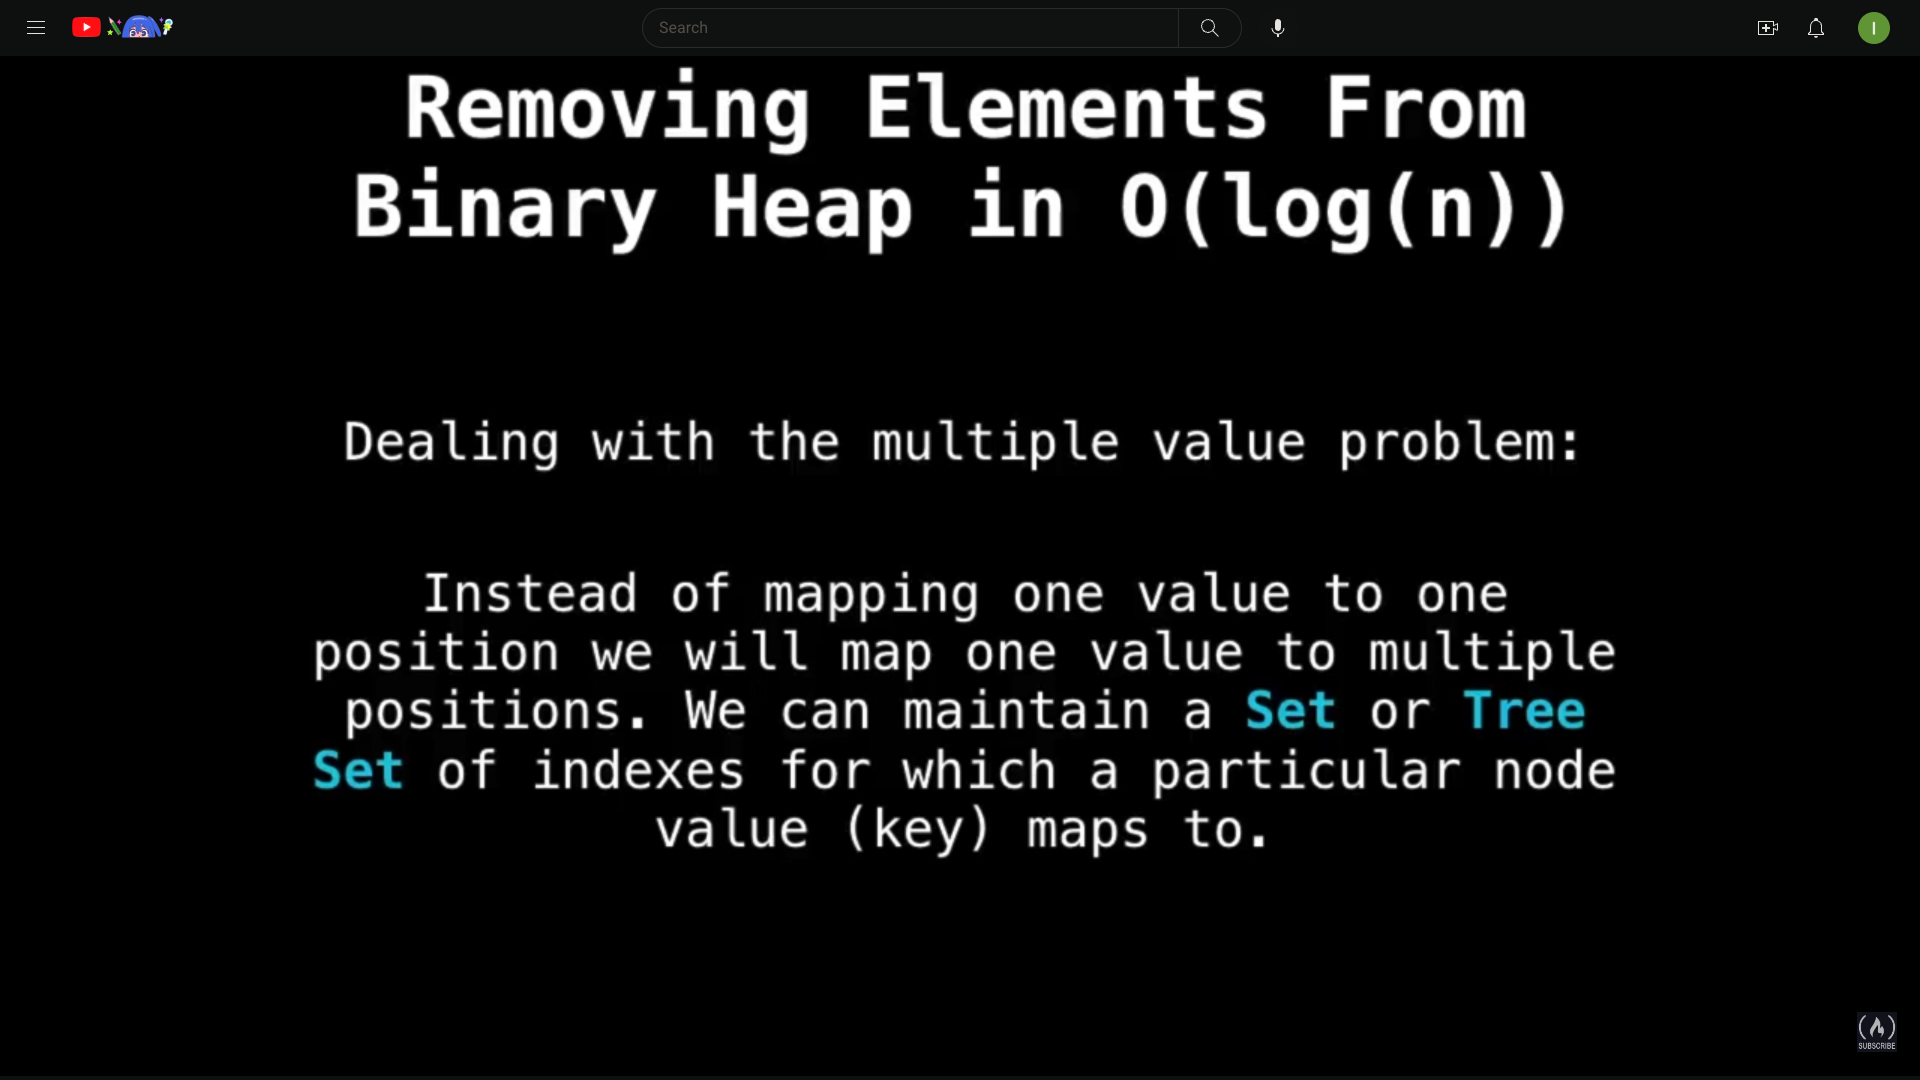 Search
I
Removing Elements From
Binary Heap in O(log(n))
Dealing with the multiple value problem:
Instead of mapping one value to one
position we will map one value to multiple
positions. We can maintain a Set or Tree
Set of indexes for which a particular node
value (key) maps to.
SUBSCRIBE